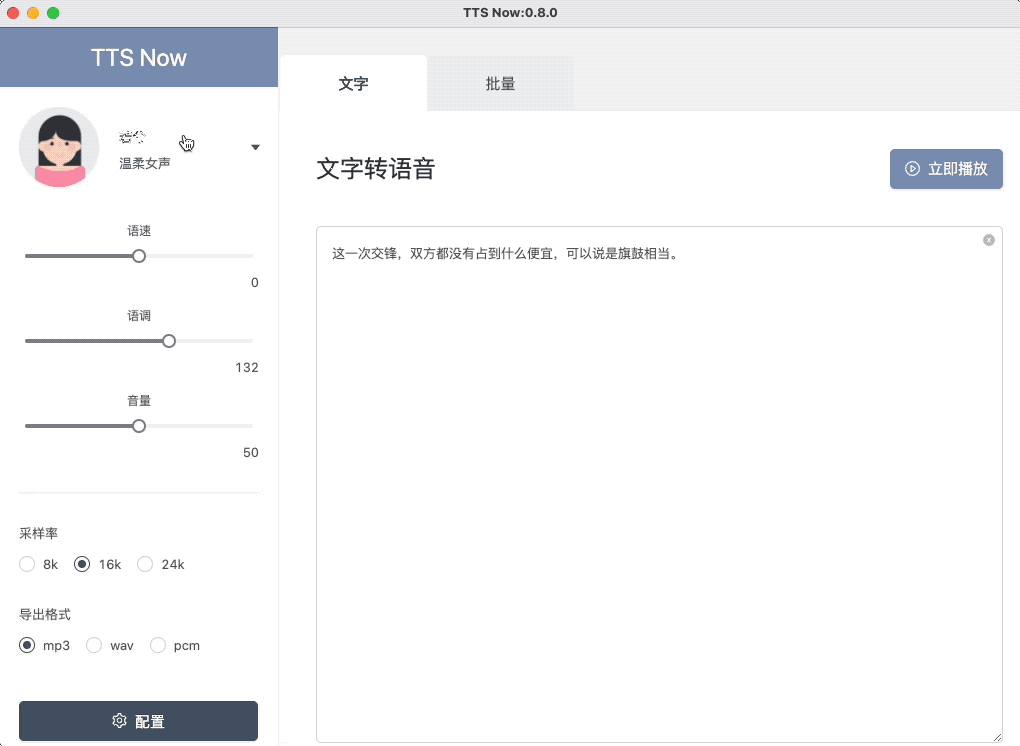 TTS Now:0.8.0
TTS Now
文字
批量
温柔女声
文字转语音
立即播放
语速
0
这一次交锋，双方都没有占到什么便宜，可以说是旗鼓相当。
语调
132
音量
50
采样率
8k 16k 24k
导出格式
mp3 wav pcm
配置